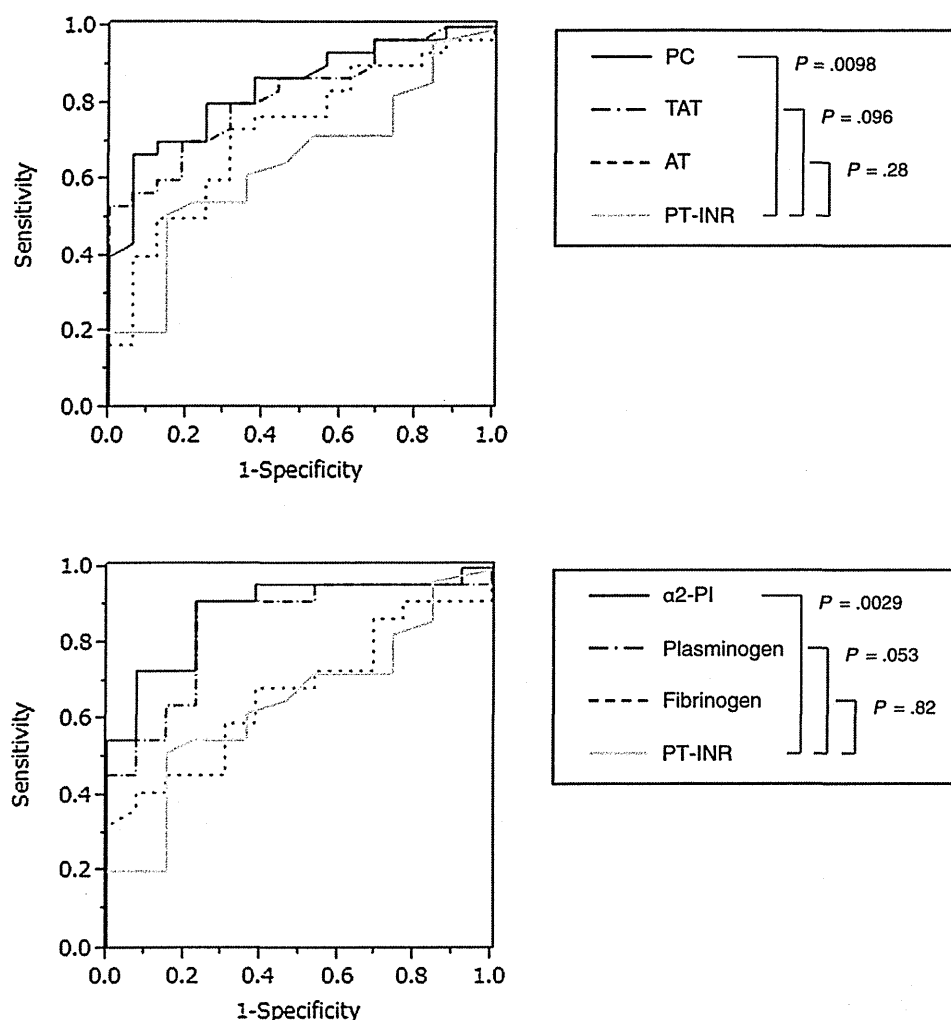 1.0
0.8
0.6
0.4
0.2
0.0
Sensitivity
0.0 0.2 0.4 0.6 0.8 1.0
1-Specificity
PC P = .0098
TAT P = .096
AT P = .28
PT-INR
1.0
0.8
0.6
0.4
0.2
0.0
Sensitivity
0.0 0.2 0.4 0.6 0.8 1.0
1-Specificity
α2-PI P = .0029
Plasminogen P = .053
Fibrinogen P = .82
PT-INR